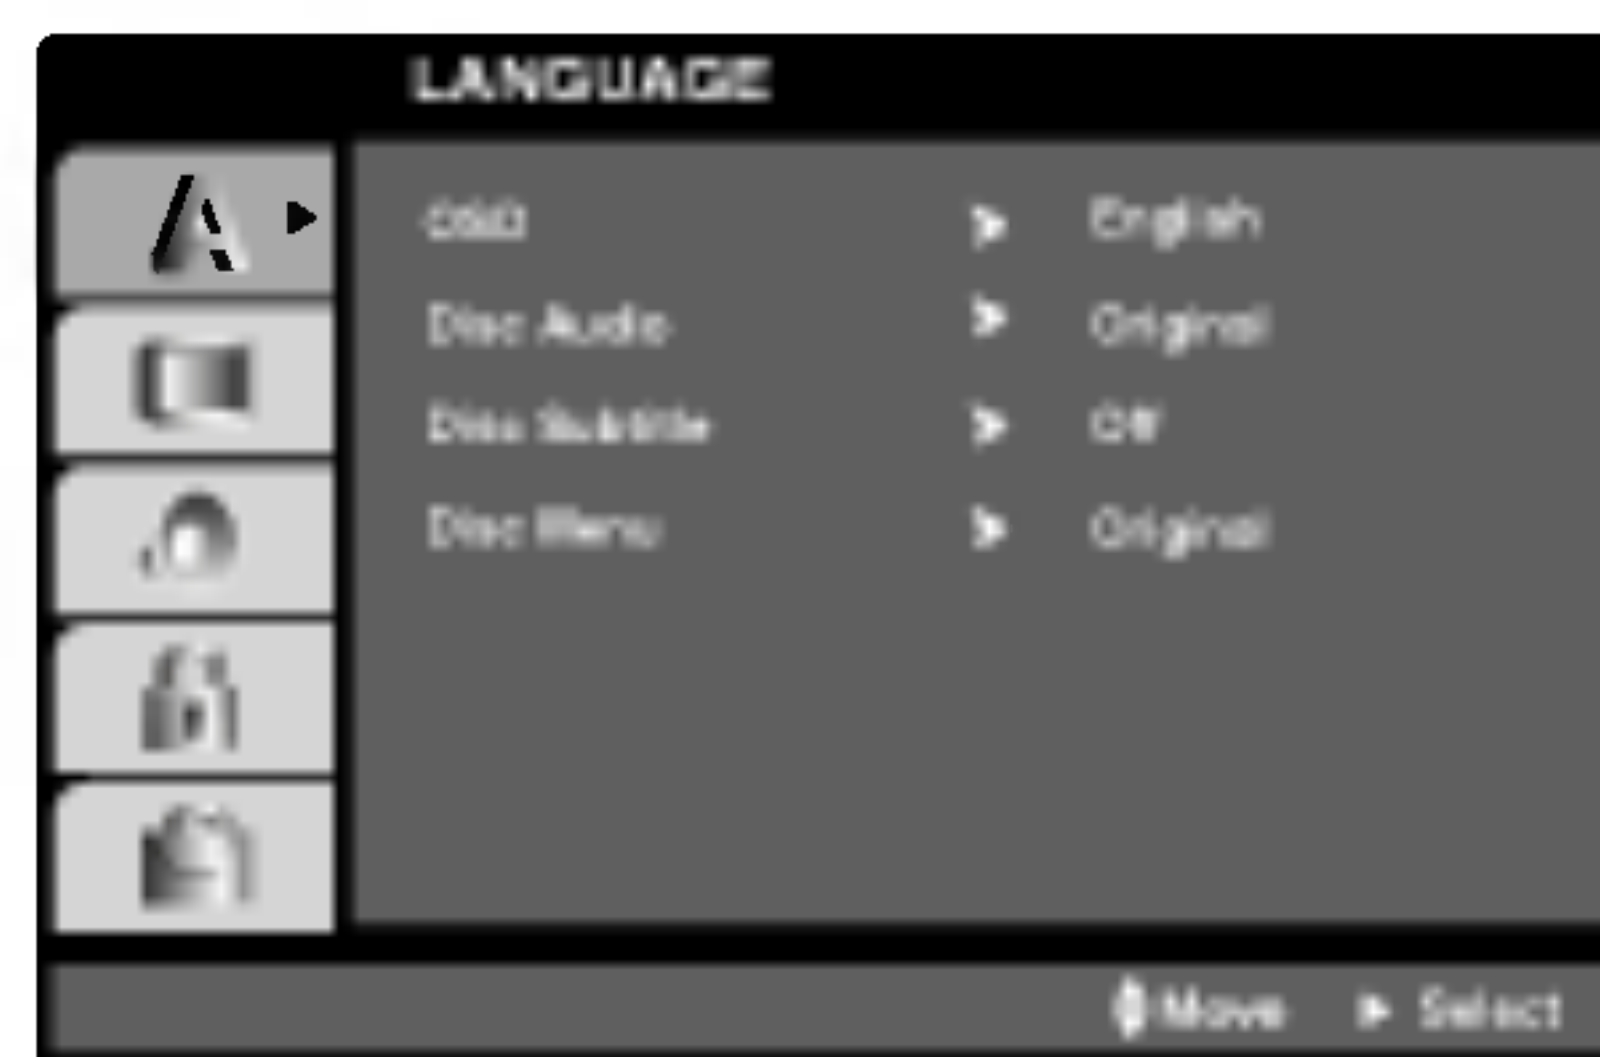 LANGUAGE
OSD English
Disc Audio Original
Disc Subtitle Off
Disc Menu Original
Move Select